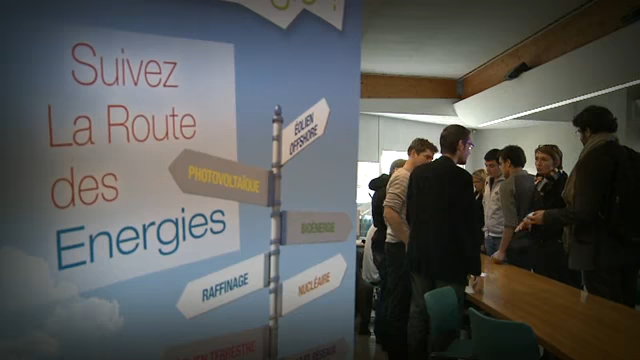 Suivez
La Route
des
Energies
ÉOLIEN
OFFSHORE
PHOTOVOLTAÏQUE
BIOÉNERGIE
RAFFINAGE
NUCLÉAIRE